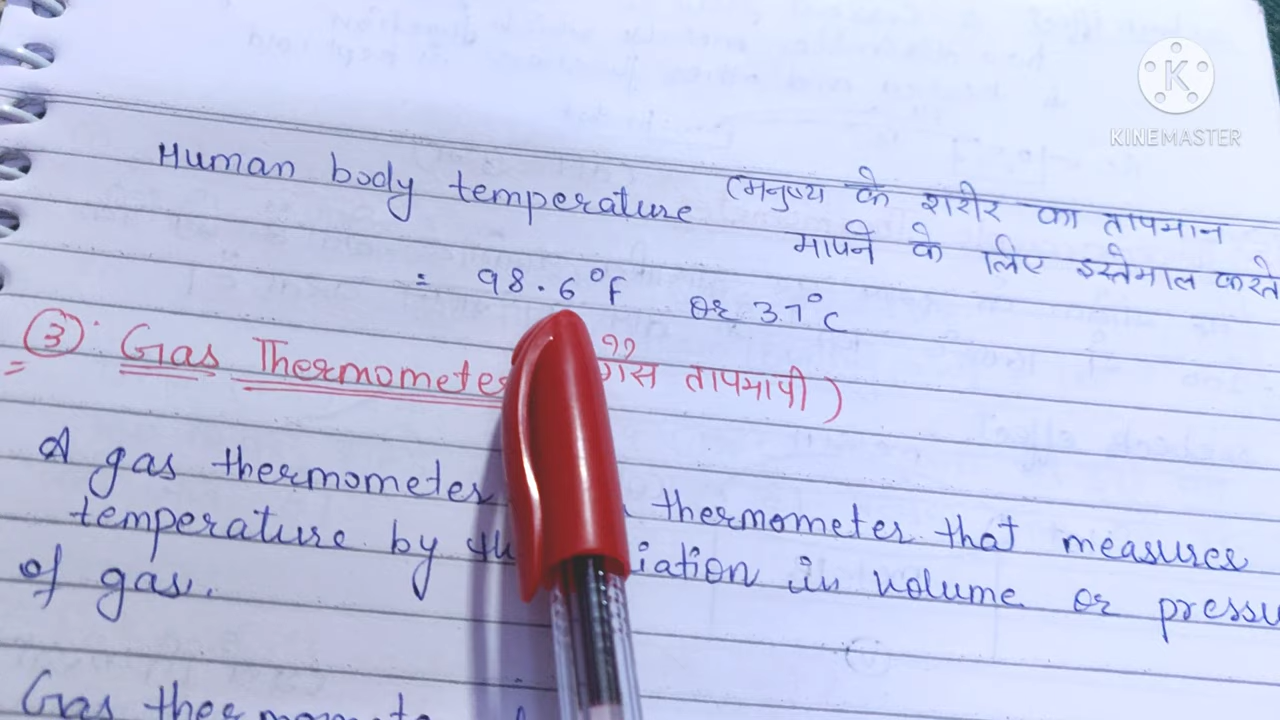 KINEMASTER
Human body temperature (मनुष्य के शरीर का तापमान
मापने के लिए इस्तेमाल करते
= 98.6°F or 37°C
③: Gas Thermometer गैस तापमापी)
A gas thermometer thermometer that measures
temperature by in volume or
of gas.
Gas